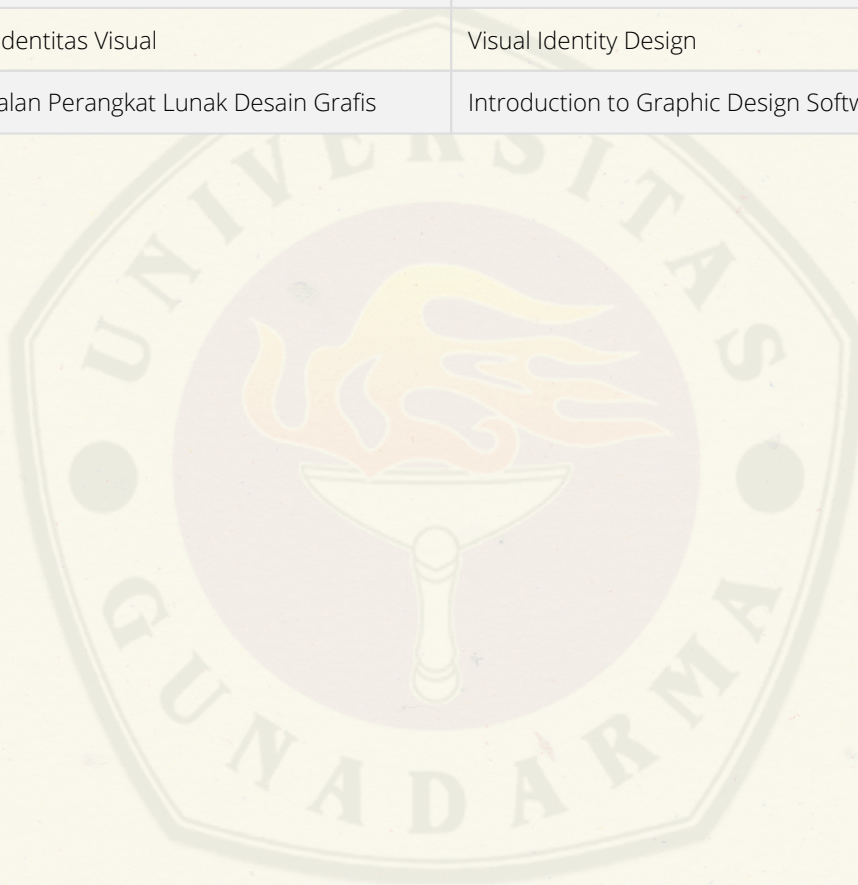 dentitas Visual
Visual Identity Design
alan Perangkat Lunak Desain Grafis
Introduction to Graphic Design Softw
UNIVERSITAS
GUNADARMA